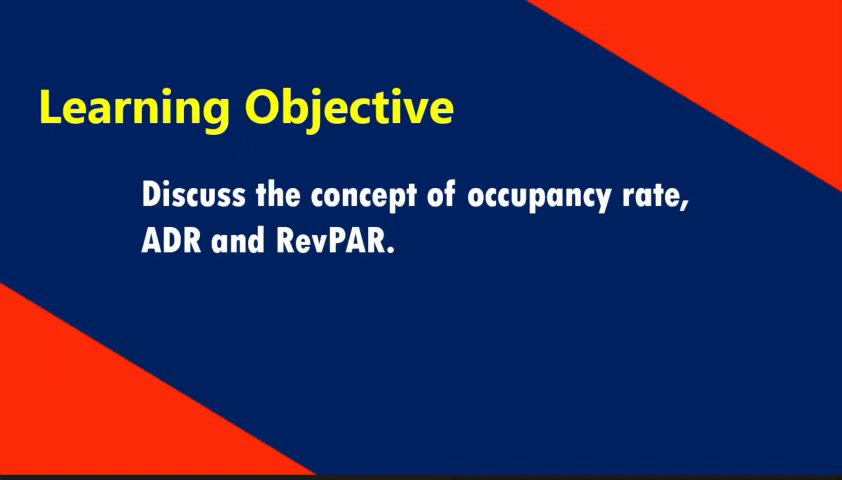 Learning Objective
Discuss the concept of occupancy rate,
ADR and RevPAR.